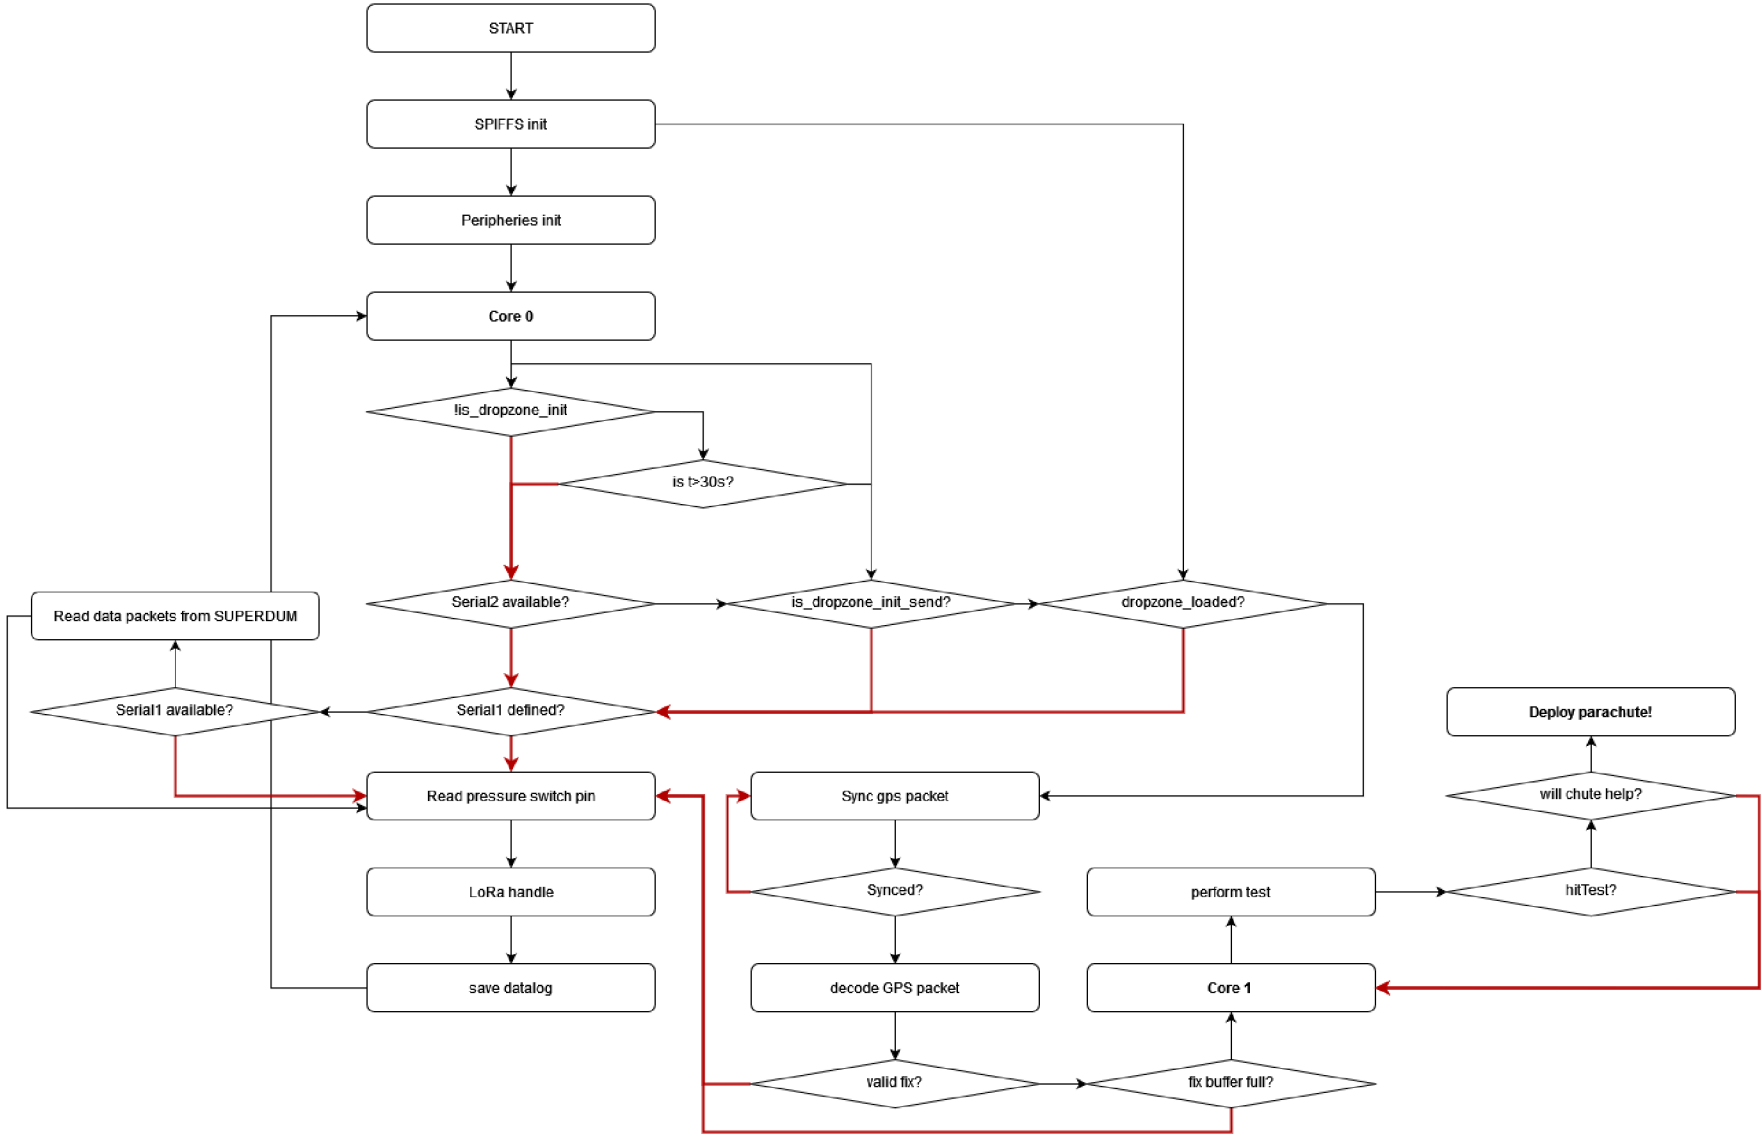 START
SPIFFS init
Peripheries init
Core 0
!is_dropzone_init
is t>30s?
Serial2 available?
is_dropzone_init_send?
dropzone_loaded?
Read data packets from SUPERDUM
Serial1 available?
Serial1 defined?
Deploy parachute!
Read pressure switch pin
Sync gps packet
will chute help?
LoRa handle
Synced?
perform test
hitTest?
save datalog
decode GPS packet
Core 1
valid fix?
fix buffer full?